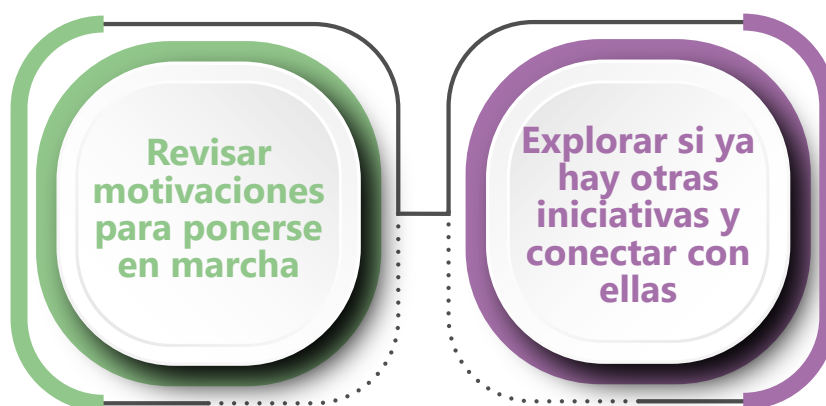 Revisar
motivaciones
para ponerse
en marcha
Explorar si ya
hay otras
iniciativas y
conectar con
ellas